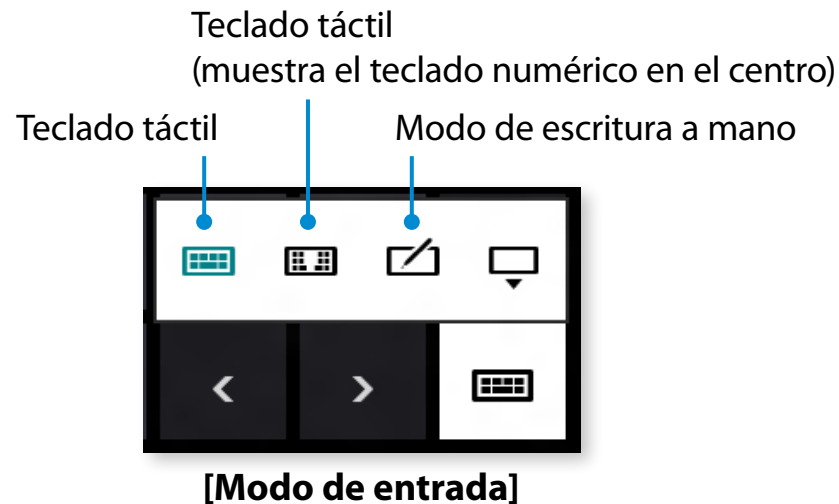 Teclado táctil
(muestra el teclado numérico en el centro)
Teclado táctil
Modo de escritura a mano
[Modo de entrada]